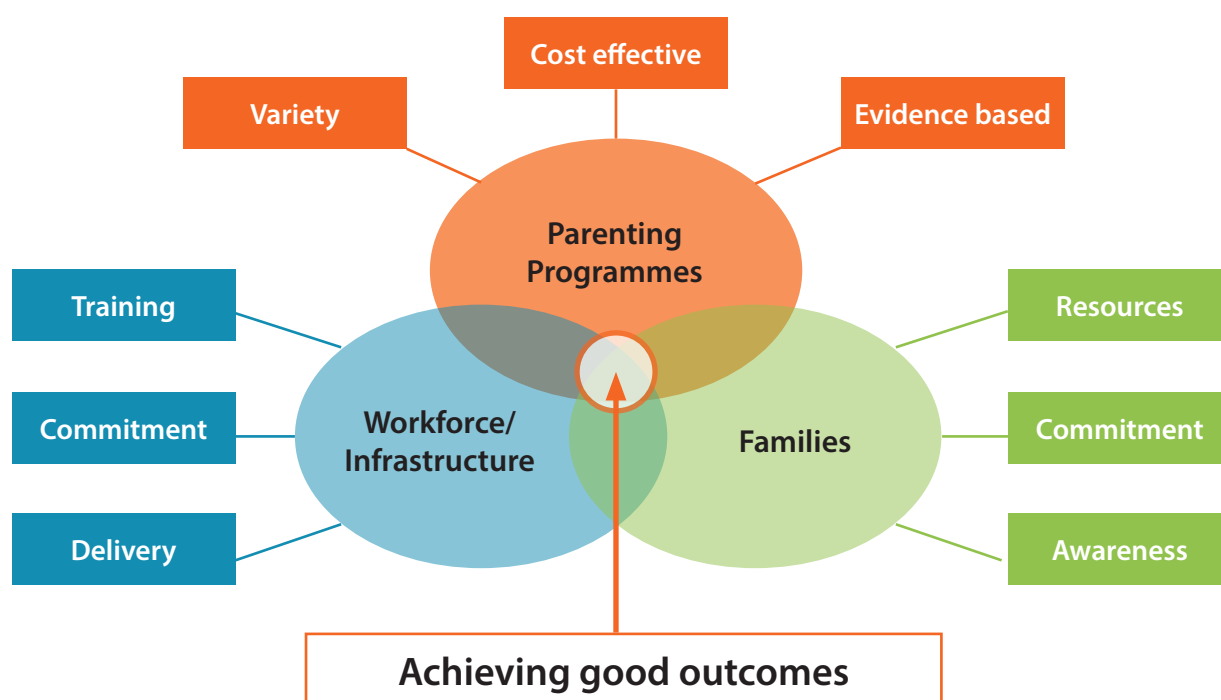 Cost effective
Variety
Evidence based
Parenting
Programmes
Training
Resources
Commitment
Workforce/
Infrastructure
Families
Commitment
Delivery
Awareness
Achieving good outcomes